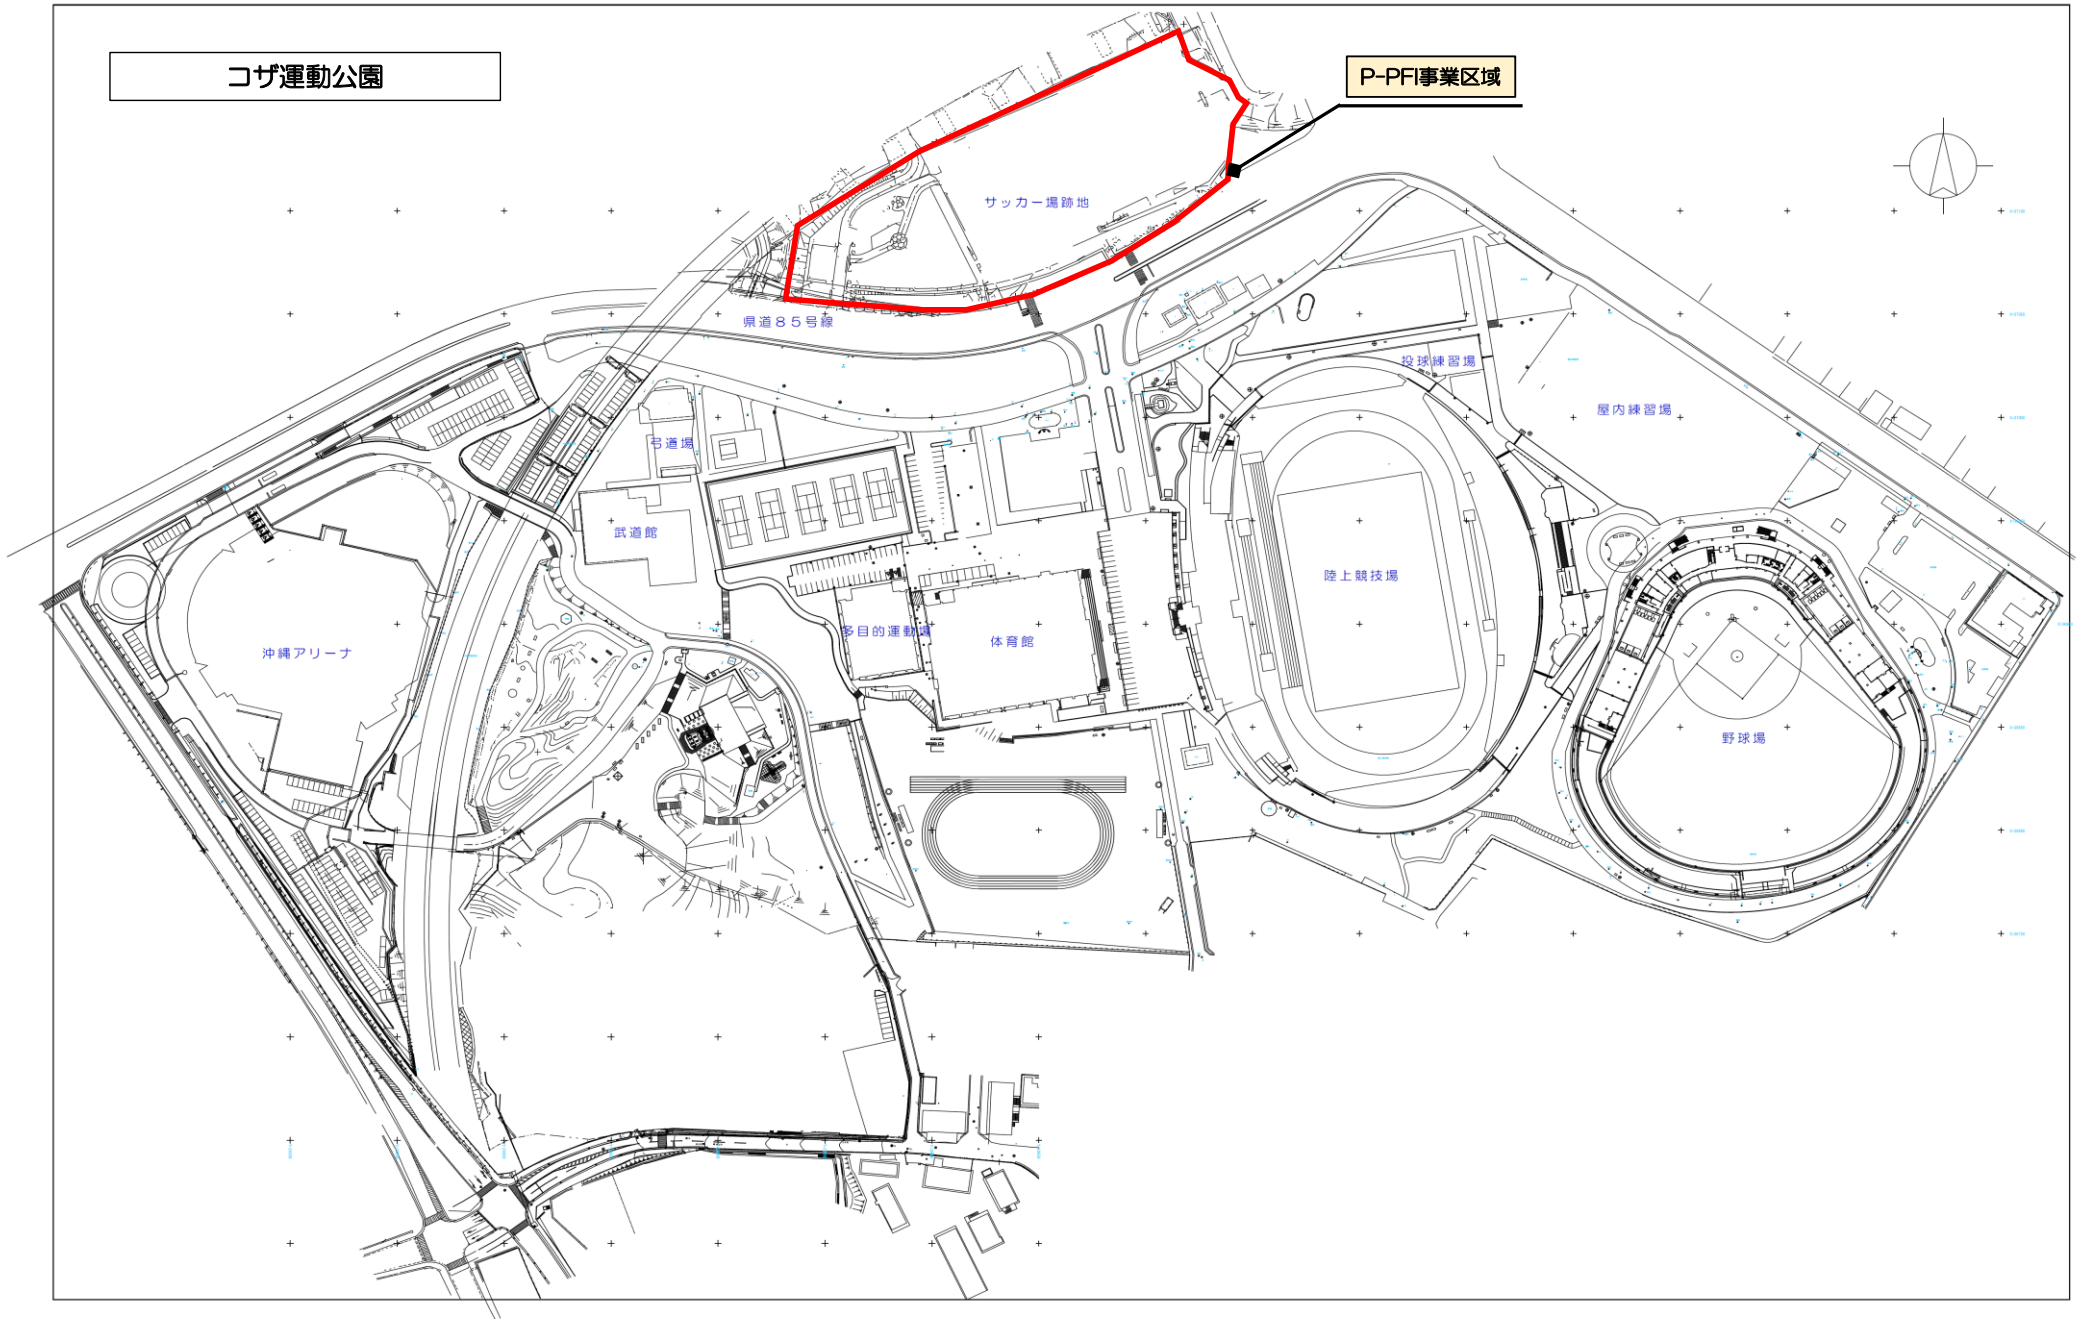 コザ運動公園
P-PFI事業区域
サッカー場跡地
県道85号線
投球練習場
屋内練習場
弓道場
武道館
陸上競技場
多目的運動場
体育館
沖縄アリーナ
野球場